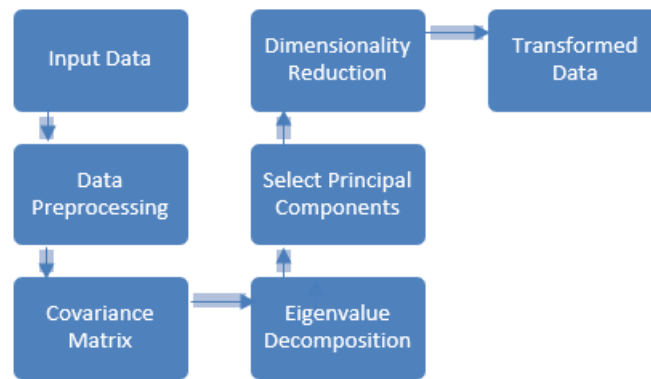 Input Data
Data
Preprocessing
Covariance
Matrix
Eigenvalue
Decomposition
Select Principal
Components
Dimensionality
Reduction
Transformed
Data